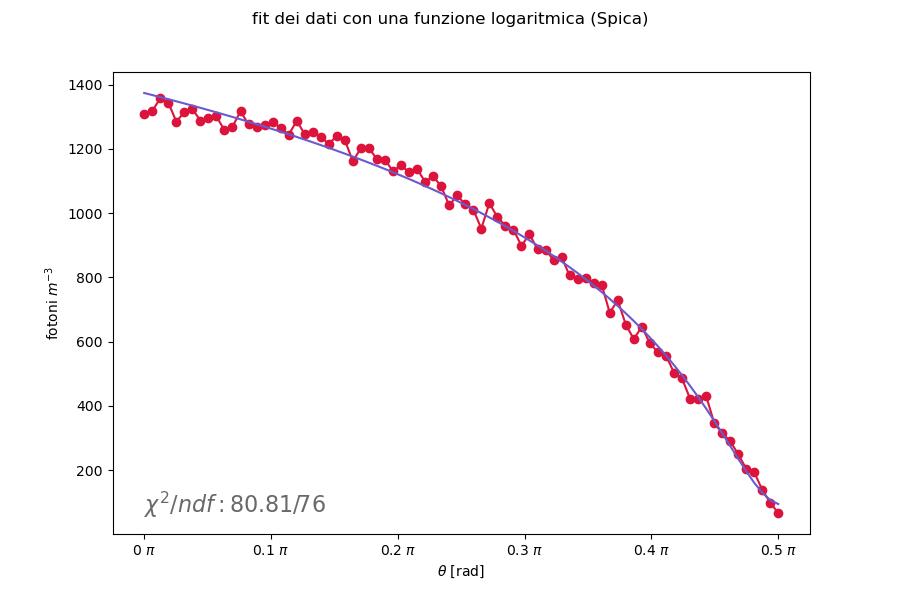 fit dei dati con una funzione logaritmica (Spica)
1400
1200
1000
800
600
400
200
fotoni m⁻³
χ²/ndf : 80.81/76
0 π
0.1 π
0.2 π
0.3 π
0.4 π
0.5 π
θ [rad]